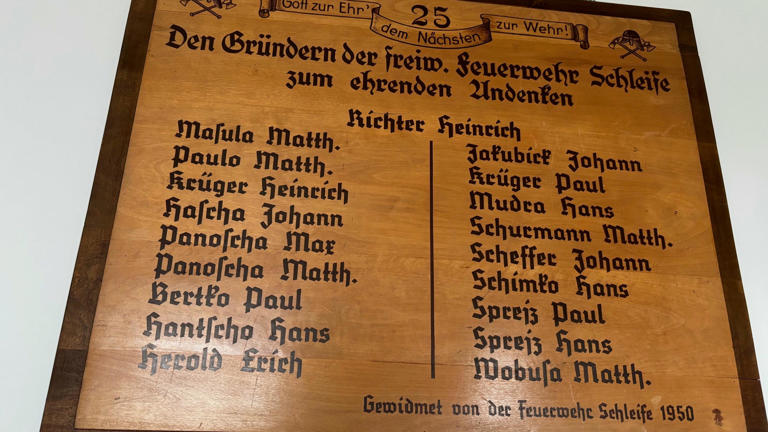 Gott zur Ehr'
25
dem Nächsten
zur Wehr!
Den Gründern der freiw. Feuerwehr Schleife
zum ehrenden Andenken
Richter Heinrich
Maſula Matth.
Paulo Matth.
Krüger Heinrich
Haſcha Johann
Panoſcha Max
Panoſcha Matth.
Bertko Paul
Hantſcho Hans
Herold Erich
Jakubick Johann
Krüger Paul
Mudra Hans
Schurmann Matth.
Scheffer Johann
Schimko Hans
Sprejz Paul
Sprejz Hans
Wobuſa Matth.
Gewidmet von der Feuerwehr Schleife 1950